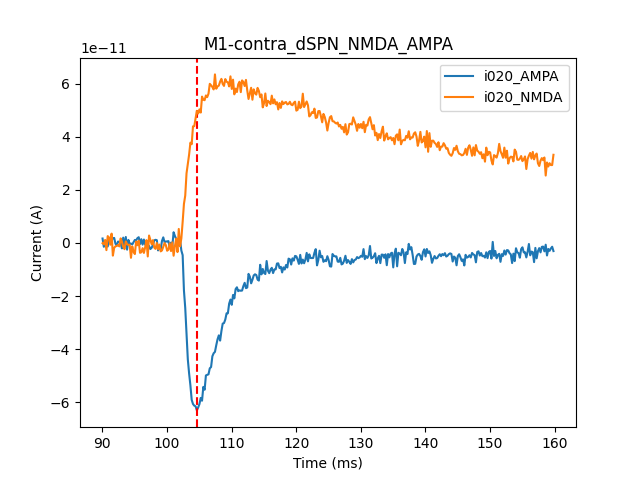 M1-contra_dSPN_NMDA_AMPA
1e−11
i020_AMPA
i020_NMDA
6
4
2
0
−2
−4
−6
Current (A)
90 100 110 120 130 140 150 160
Time (ms)